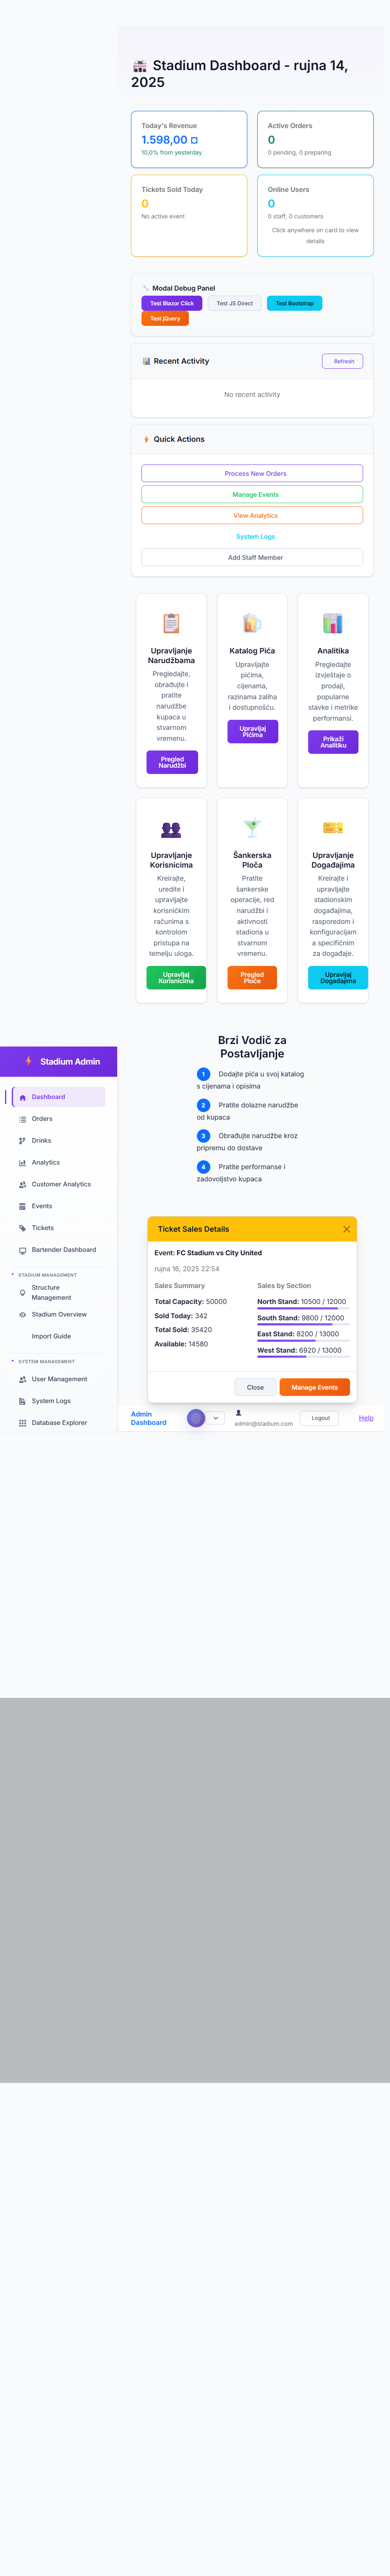 Stadium Dashboard - rujna 14,
2025
Today's Revenue
1.598,00 ¤
10,0% from yesterday
Active Orders
0
0 pending, 0 preparing
Tickets Sold Today
0
No active event
Online Users
0
0 staff, 0 customers
Click anywhere on card to view
details
Modal Debug Panel
Test Blazor Click
Test JS Direct
Test Bootstrap
Test jQuery
Recent Activity
Refresh
No recent activity
Quick Actions
Process New Orders
Manage Events
View Analytics
System Logs
Add Staff Member
Upravljanje
Narudžbama
Pregledajte,
obrađujte i
pratite
narudžbe
kupaca u
stvarnom
vremenu.
Pregled
Narudžbi
Katalog Pića
Upravljajte
pićima,
cijenama,
razinama zaliha
i dostupnošću.
Upravljaj
Pićima
Analitika
Pregledajte
izvještaje o
prodaji,
popularne
stavke i metrike
performansi.
Prikaži
Analitiku
Upravljanje
Korisnicima
Kreirajte,
uredite i
upravljajte
korisničkim
računima s
kontrolom
pristupa na
temelju uloga.
Upravljaj
Korisnicima
Šankerska
Ploča
Pratite
šankerske
operacije, red
narudžbi i
aktivnosti
stadiona u
stvarnom
vremenu.
Pregled
Ploče
Upravljanje
Događajima
Kreirajte i
upravljajte
stadionskim
događajima,
rasporedom i
konfiguracijam
a specifičnim
za događaje.
Upravljaj
Događajima
Brzi Vodič za
Postavljanje
1 Dodajte pića u svoj katalog
s cijenama i opisima
2 Pratite dolazne narudžbe
od kupaca
3 Obrađujte narudžbe kroz
pripremu do dostave
4 Pratite performanse i
zadovoljstvo kupaca
Stadium Admin
Dashboard
Orders
Drinks
Analytics
Customer Analytics
Events
Tickets
Bartender Dashboard
STADIUM MANAGEMENT
Structure
Management
Stadium Overview
Import Guide
SYSTEM MANAGEMENT
User Management
System Logs
Database Explorer
Ticket Sales Details
Event: FC Stadium vs City United
rujna 16, 2025 22:54
Sales Summary
Total Capacity: 50000
Sold Today: 342
Total Sold: 35420
Available: 14580
Sales by Section
North Stand: 10500 / 12000
South Stand: 9800 / 12000
East Stand: 8200 / 13000
West Stand: 6920 / 13000
Close
Manage Events
Admin
Dashboard
admin@stadium.com
Logout
Help